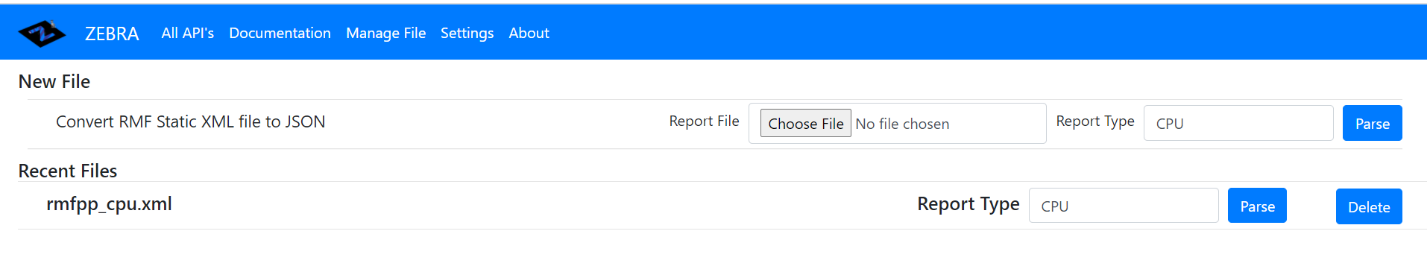 ZEBRA All API's Documentation Manage File Settings About
New File
Convert RMF Static XML file to JSON Report File Choose File No file chosen Report Type CPU Parse
Recent Files
rmfpp_cpu.xml Report Type CPU Parse Delete